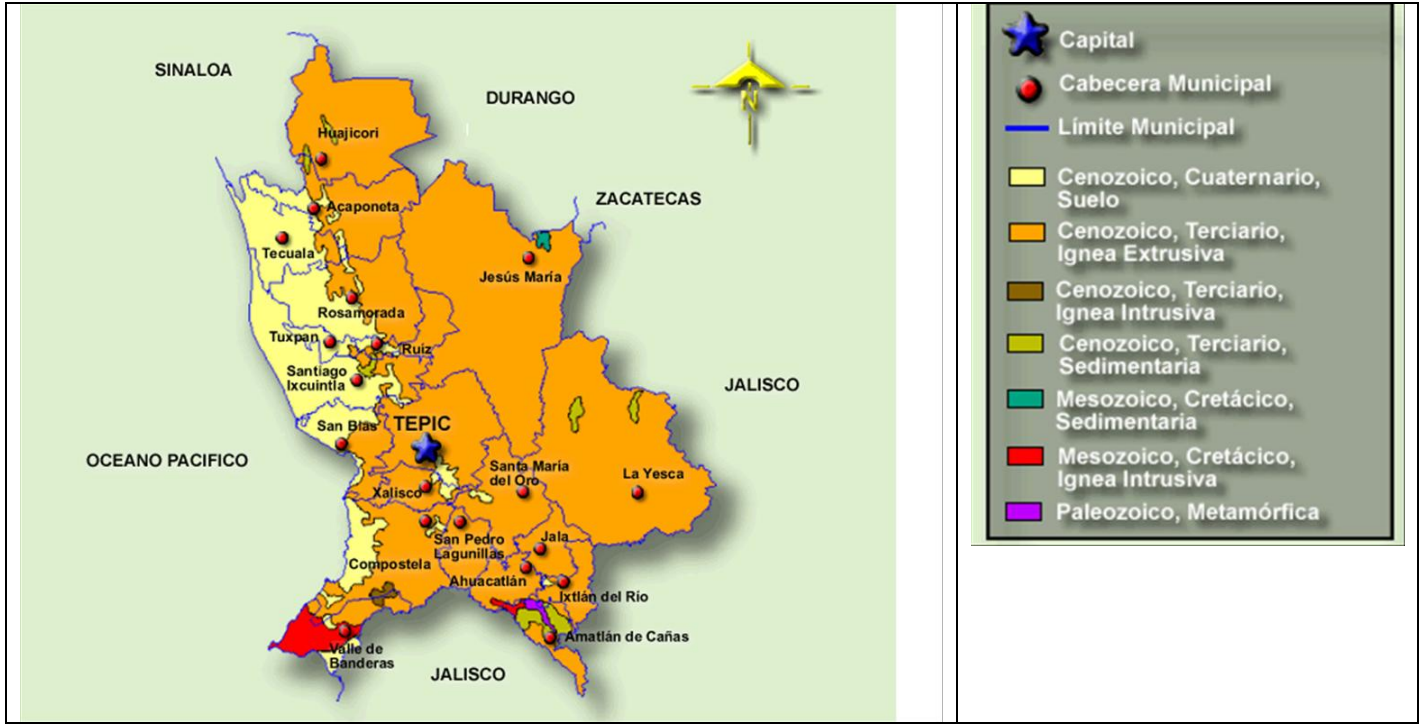 SINALOA
DURANGO
N
Huajicori
ZACATECAS
Acaponeta
Tecuala
Jesús María
Rosamorada
Tuxpan
Ruiz
Santiago
Ixcuintla
JALISCO
San Blas
TEPIC
OCEANO PACIFICO
Santa María
del Oro
La Yesca
Xalisco
San Pedro
Lagunillas
Jala
Compostela
Ahuacatlán
Ixtlán del Río
Amatlán de Cañas
Valle de
Banderas
JALISCO
Capital
Cabecera Municipal
Límite Municipal
Cenozoico, Cuaternario,
Suelo
Cenozoico, Terciario,
Ignea Extrusiva
Cenozoico, Terciario,
Ignea Intrusiva
Cenozoico, Terciario,
Sedimentaria
Mesozoico, Cretácico,
Sedimentaria
Mesozoico, Cretácico,
Ignea Intrusiva
Paleozoico, Metamórfica